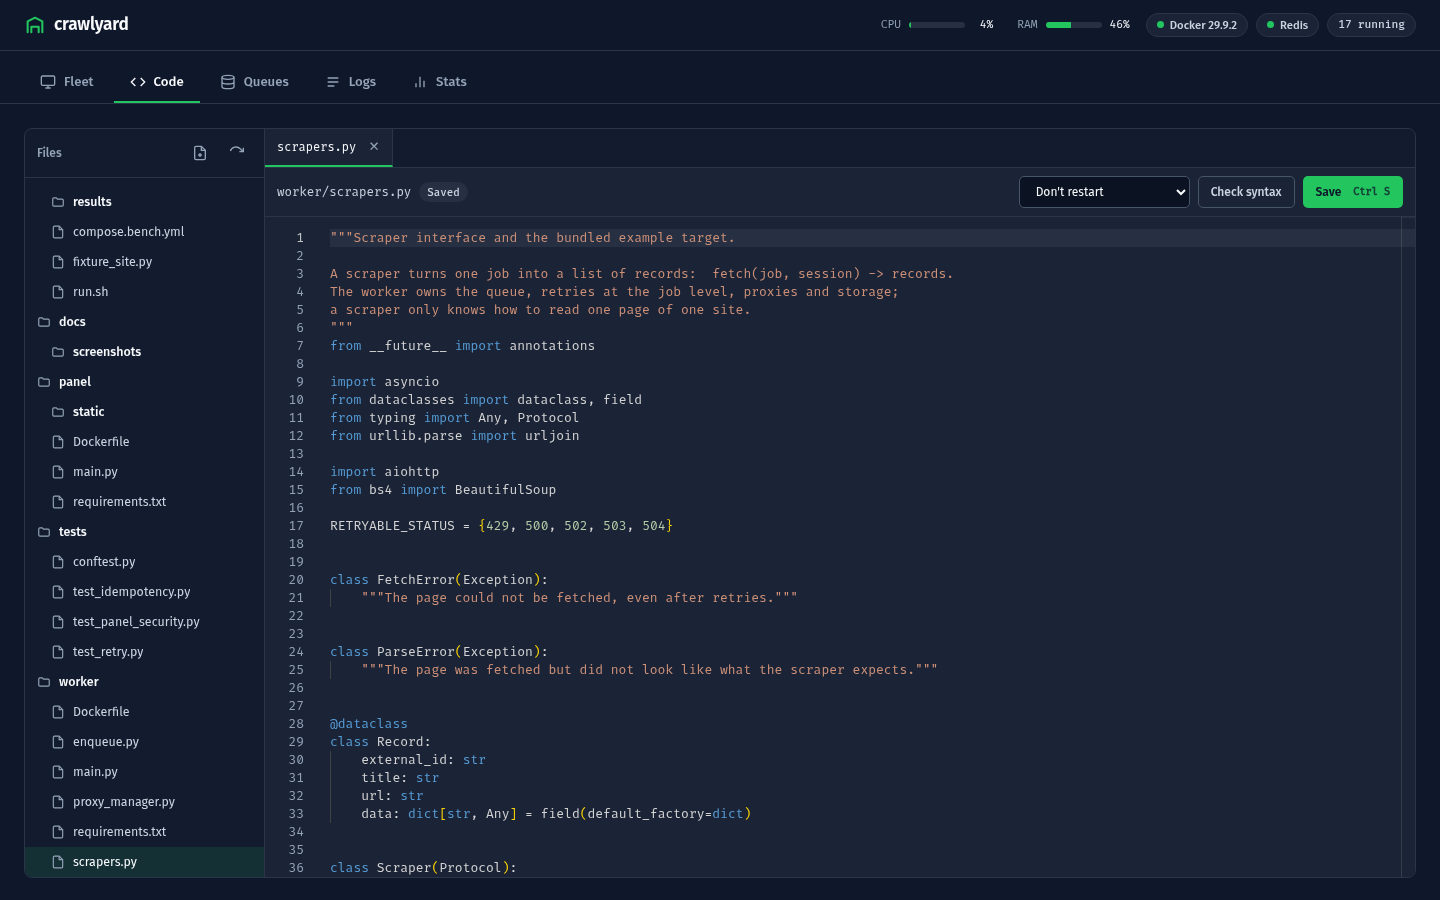 crawlyard
CPU 4% RAM 46% Docker 29.9.2 Redis 17 running
Fleet Code Queues Logs Stats
Files
results
compose.bench.yml
fixture_site.py
run.sh
docs
screenshots
panel
static
Dockerfile
main.py
requirements.txt
tests
conftest.py
test_idempotency.py
test_panel_security.py
test_retry.py
worker
Dockerfile
enqueue.py
main.py
proxy_manager.py
requirements.txt
scrapers.py
scrapers.py ×
worker/scrapers.py Saved Don't restart Check syntax Save Ctrl S
1 """Scraper interface and the bundled example target.
2
3 A scraper turns one job into a list of records:  fetch(job, session) -> records.
4 The worker owns the queue, retries at the job level, proxies and storage;
5 a scraper only knows how to read one page of one site.
6 """
7 from __future__ import annotations
8
9 import asyncio
10 from dataclasses import dataclass, field
11 from typing import Any, Protocol
12 from urllib.parse import urljoin
13
14 import aiohttp
15 from bs4 import BeautifulSoup
16
17 RETRYABLE_STATUS = {429, 500, 502, 503, 504}
18
19
20 class FetchError(Exception):
21     """The page could not be fetched, even after retries."""
22
23
24 class ParseError(Exception):
25     """The page was fetched but did not look like what the scraper expects."""
26
27
28 @dataclass
29 class Record:
30     external_id: str
31     title: str
32     url: str
33     data: dict[str, Any] = field(default_factory=dict)
34
35
36 class Scraper(Protocol):